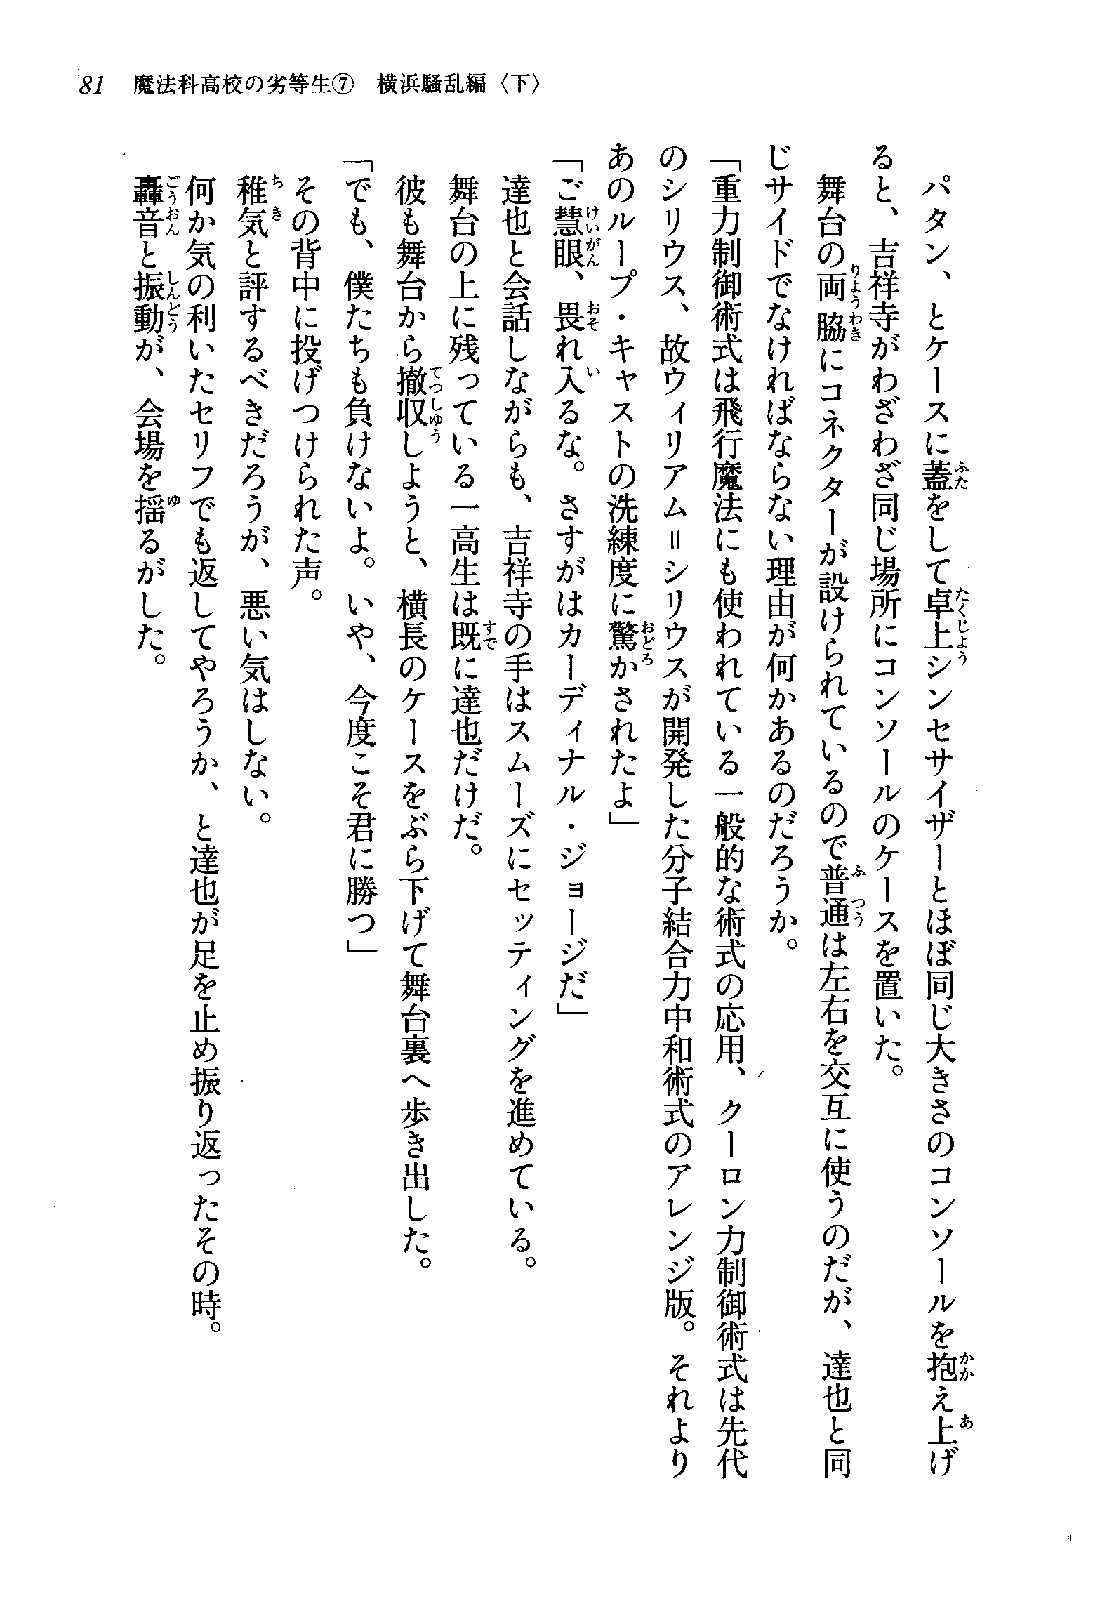 81 魔法科高校の劣等生⑦ 横浜騒乱編〈下〉
パタン、とケースに蓋をして卓上シンセサイザーとほぼ同じ大きさのコンソールを抱え上げ
ると、吉祥寺がわざわざ同じ場所にコンソールのケースを置いた。
舞台の両脇にコネクターが設けられているので普通は左右を交互に使うのだが、達也と同
じサイドでなければならない理由が何かあるのだろうか。
「重力制御術式は飛行魔法にも使われている一般的な術式の応用、クーロン力制御術式は先代
のシリウス、故ウィリアム＝シリウスが開発した分子結合力中和術式のアレンジ版。それより
あのループ・キャストの洗練度に驚かされたよ」
「ご慧眼、畏れ入るな。さすがはカーディナル・ジョージだ」
達也と会話しながらも、吉祥寺の手はスムーズにセッティングを進めている。
舞台の上に残っている一高生は既に達也だけだ。
彼も舞台から撤収しようと、横長のケースをぶら下げて舞台裏へ歩き出した。
「でも、僕たちも負けないよ。いや、今度こそ君に勝つ」
その背中に投げつけられた声。
稚気と評するべきだろうが、悪い気はしない。
何か気の利いたセリフでも返してやろうか、と達也が足を止め振り返ったその時。
轟音と振動が、会場を揺るがした。